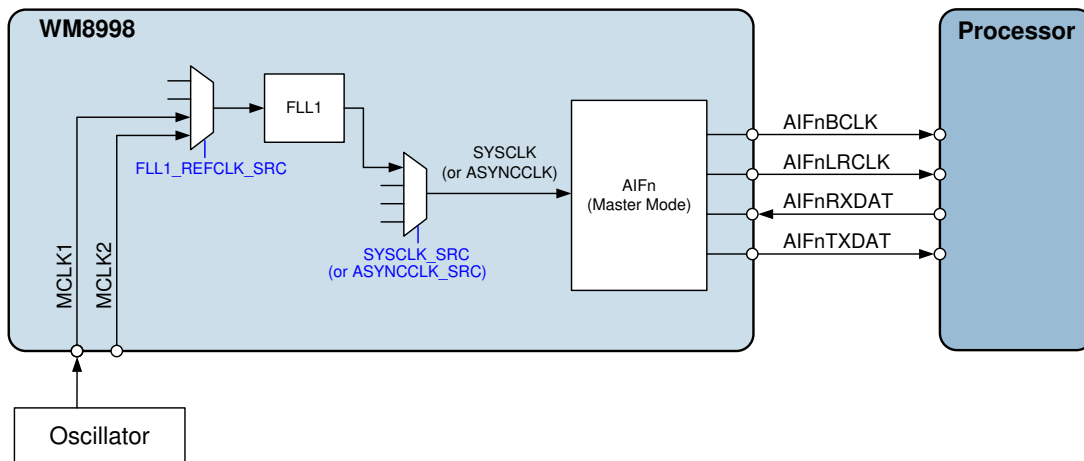 WM8998
Processor
FLL1
FLL1_REFCLK_SRC
SYSCLK
(or ASYNCCLK)
SYSCLK_SRC
(or ASYNCCLK_SRC)
MCLK1
MCLK2
AIFn
(Master Mode)
AIFnBCLK
AIFnLRCLK
AIFnRXDAT
AIFnTXDAT
Oscillator